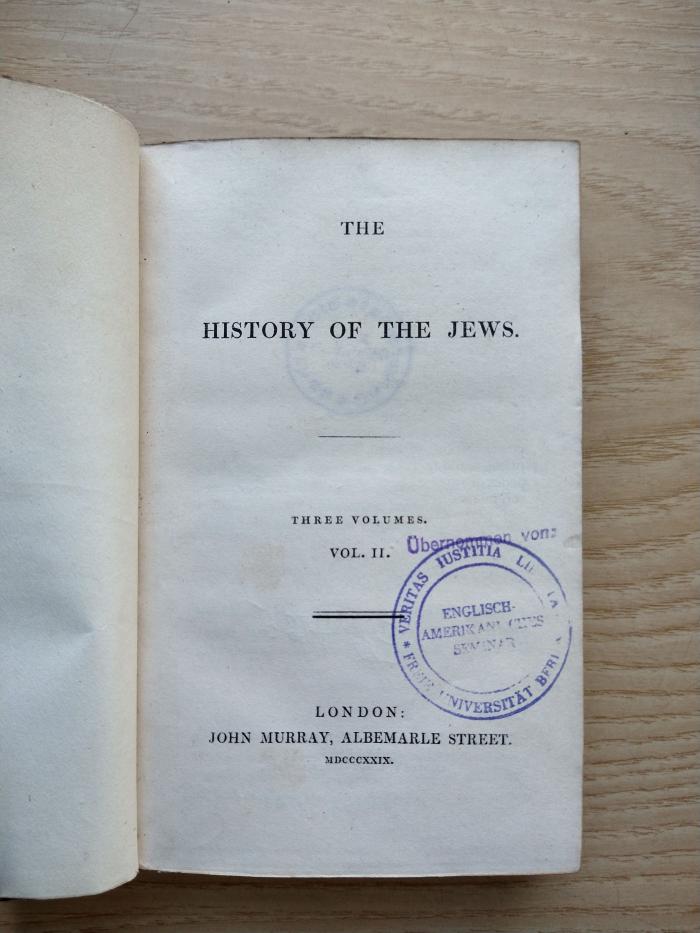 THE
HISTORY OF THE JEWS.
THREE VOLUMES.
VOL. II.
Übernommen von:
VERITAS IUSTITIA
ENGLISCH-
SEMINAR
* FREIE UNIVERSITÄT
LONDON:
JOHN MURRAY, ALBEMARLE STREET.
MDCCCXXIX.